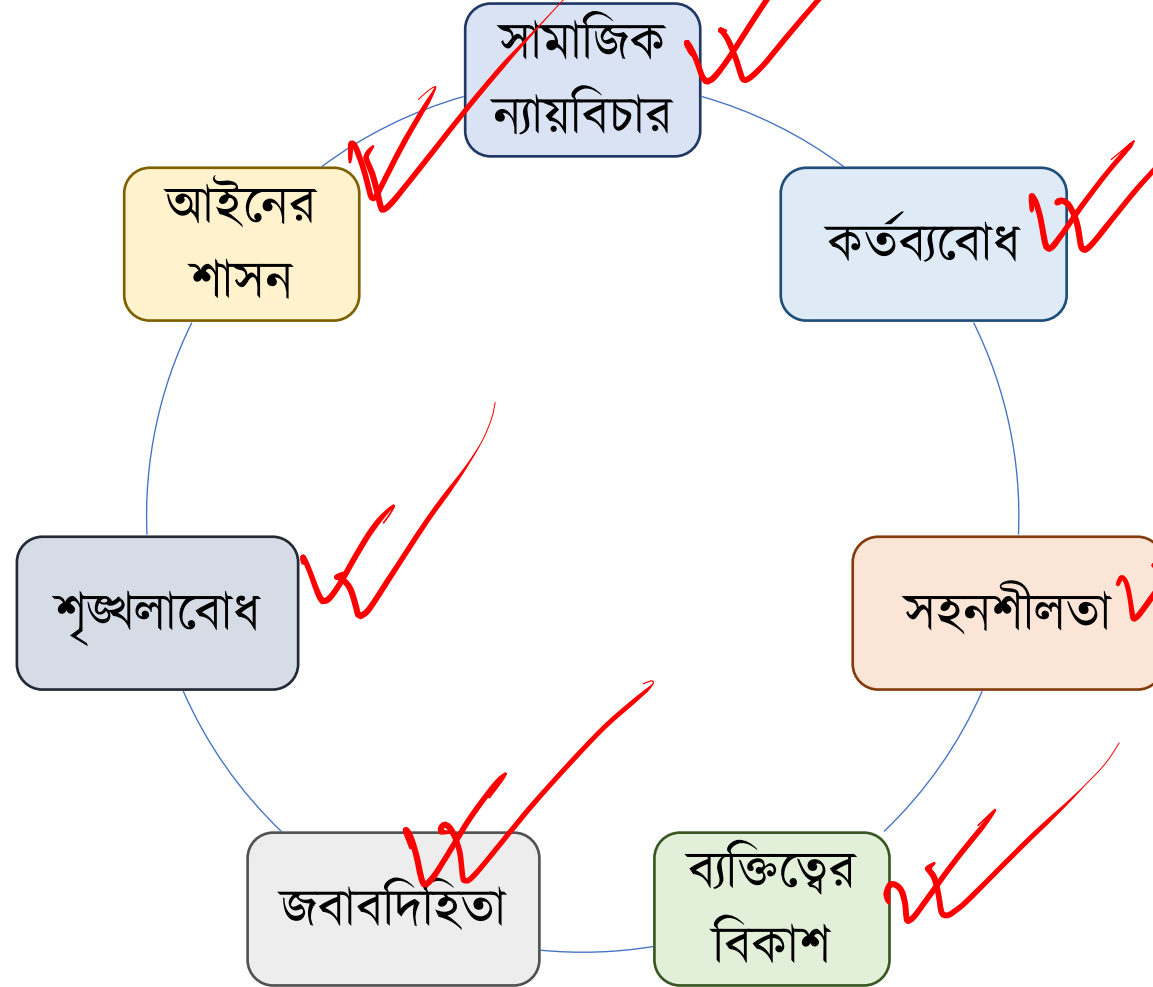 সামাজিক
ন্যায়বিচার
কর্তব্যবোধ
সহনশীলতা
ব্যক্তিত্বের
বিকাশ
জবাবদিহিতা
শৃঙ্খলাবোধ
আইনের
শাসন